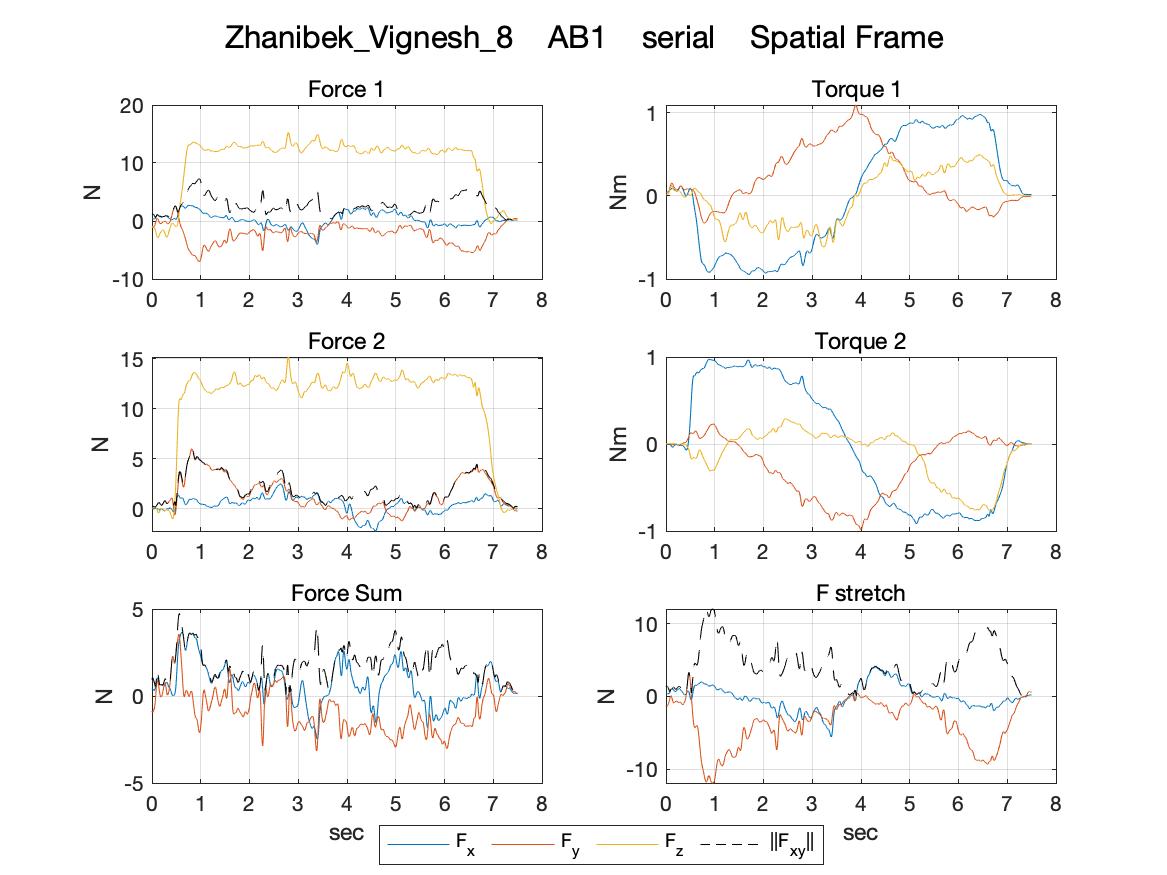 Zhanibek_Vignesh_8 AB1 serial Spatial Frame
Force 1
20
10
0
-10
N
0 1 2 3 4 5 6 7 8
Torque 1
1
0
-1
Nm
0 1 2 3 4 5 6 7 8
Force 2
15
10
5
0
N
0 1 2 3 4 5 6 7 8
Torque 2
1
0
-1
Nm
0 1 2 3 4 5 6 7 8
Force Sum
5
0
-5
N
0 1 2 3 4 5 6 7 8
sec
F stretch
10
0
-10
N
0 1 2 3 4 5 6 7 8
sec
Fx Fy Fz ||Fxy||